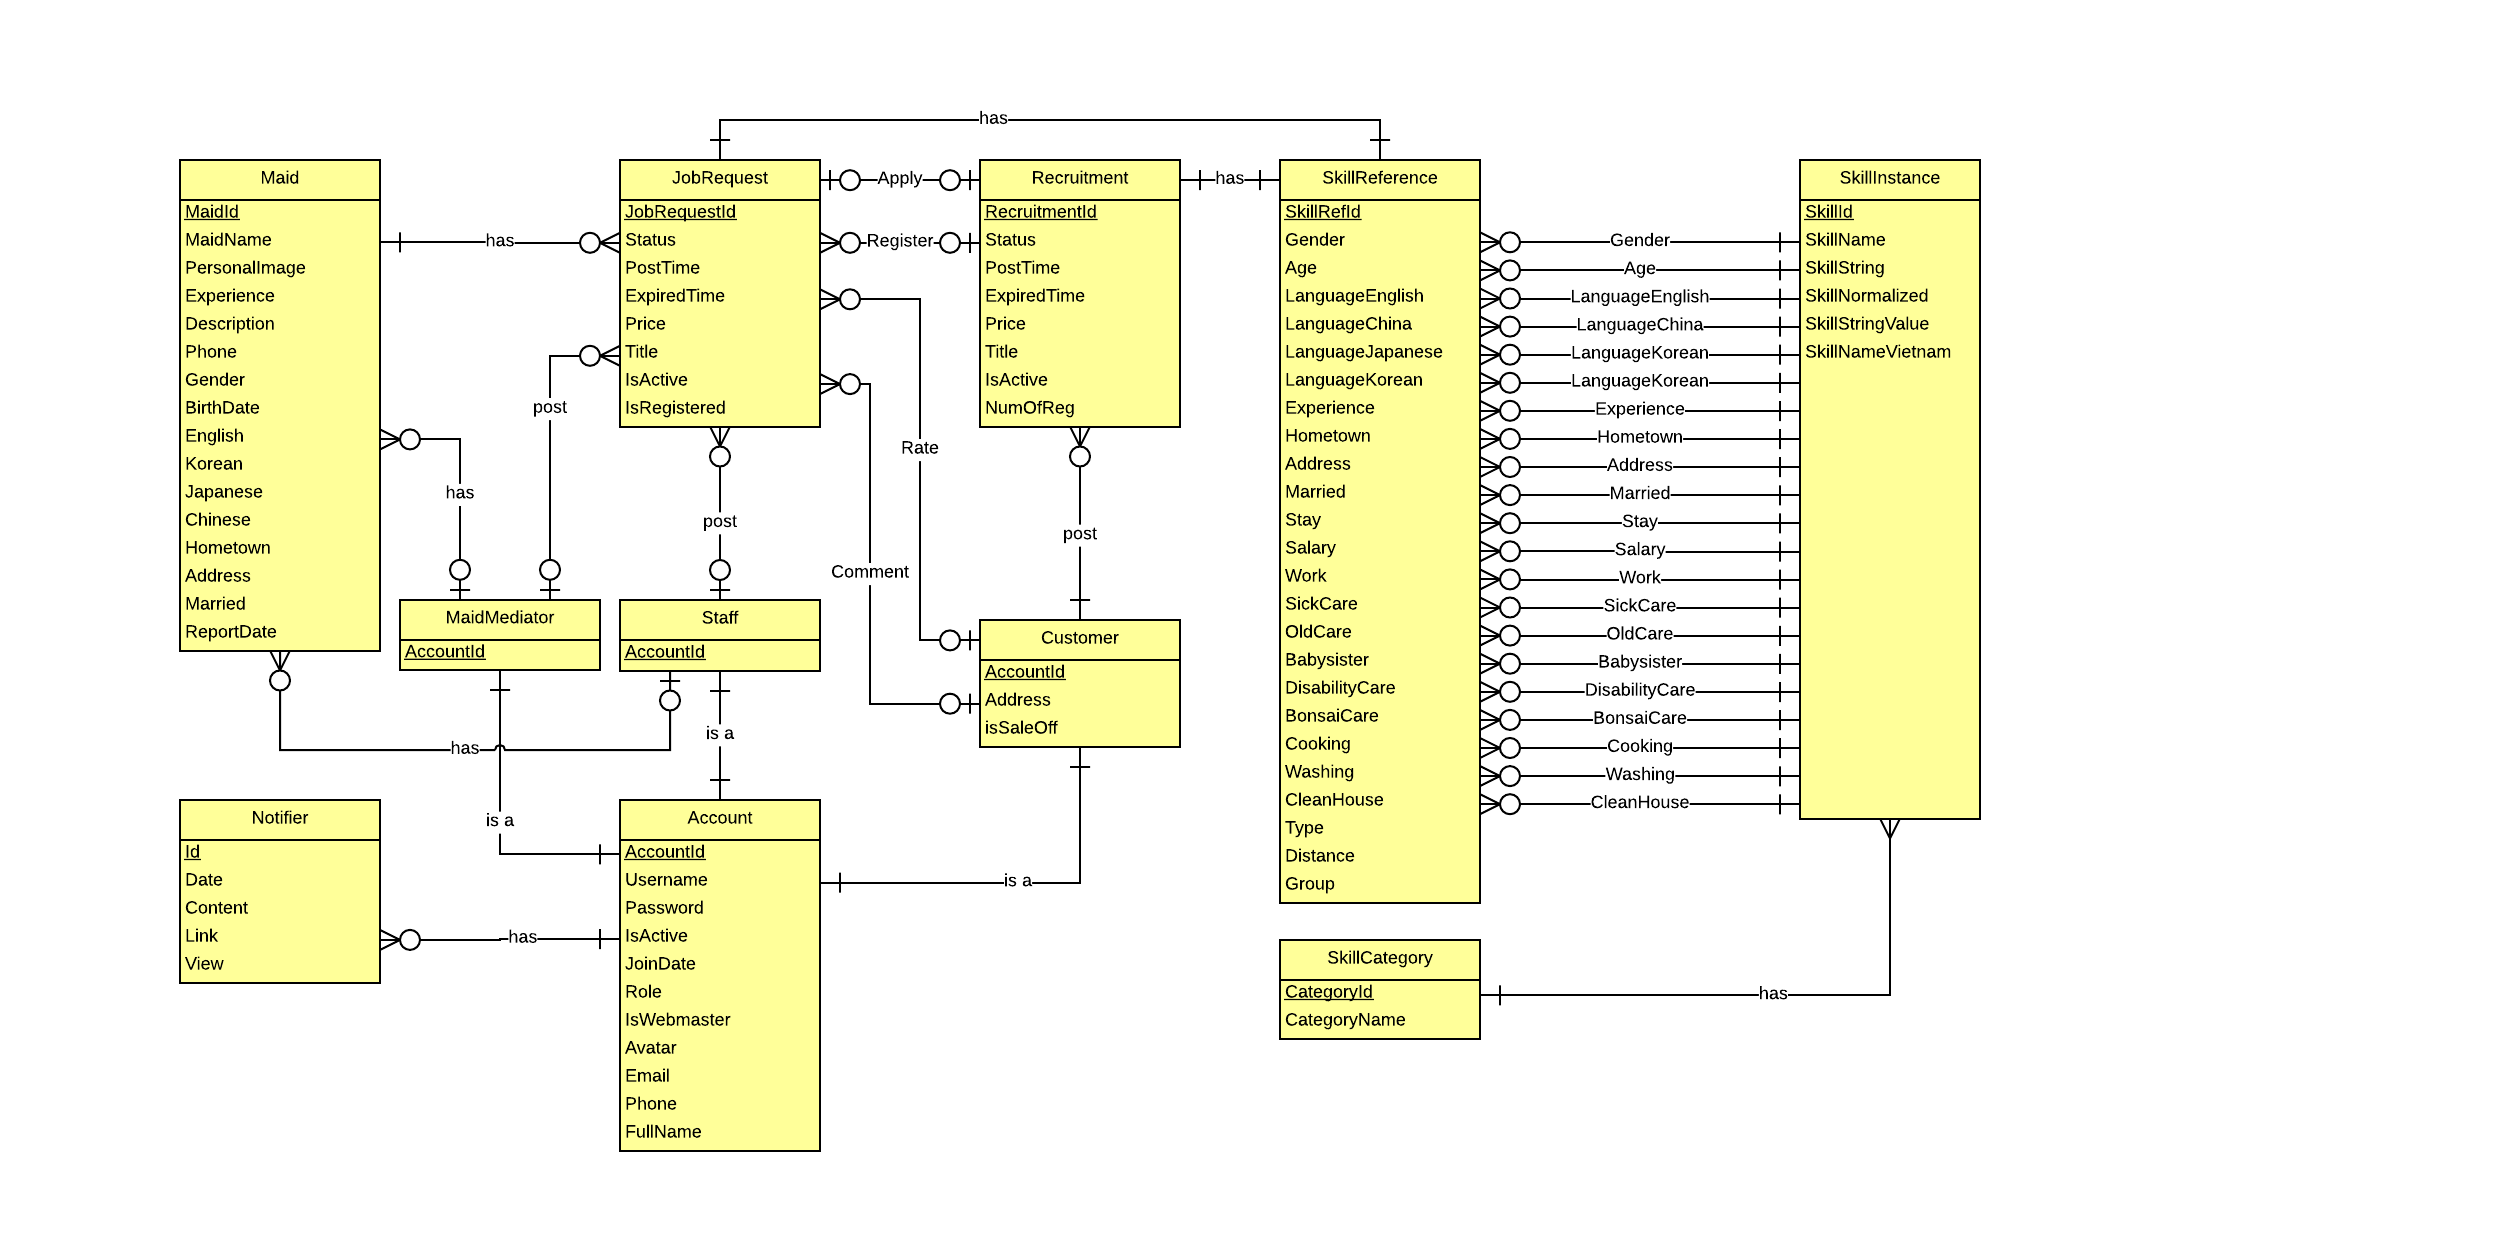 has
Maid
MaidId
MaidName
PersonalImage
Experience
Description
Phone
Gender
BirthDate
English
Korean
Japanese
Chinese
Hometown
Address
Married
ReportDate
has
JobRequest
JobRequestId
Status
PostTime
ExpiredTime
Price
Title
IsActive
IsRegistered
Apply
Register
Recruitment
RecruitmentId
Status
PostTime
ExpiredTime
Price
Title
IsActive
NumOfReg
has
SkillReference
SkillRefId
Gender
Age
LanguageEnglish
LanguageChina
LanguageJapanese
LanguageKorean
Experience
Hometown
Address
Married
Stay
Salary
Work
SickCare
OldCare
Babysister
DisabilityCare
BonsaiCare
Cooking
Washing
CleanHouse
Type
Distance
Group
Gender
Age
LanguageEnglish
LanguageChina
LanguageKorean
LanguageKorean
Experience
Hometown
Address
Married
Stay
Salary
Work
SickCare
OldCare
Babysister
DisabilityCare
BonsaiCare
Cooking
Washing
CleanHouse
SkillInstance
SkillId
SkillName
SkillString
SkillNormalized
SkillStringValue
SkillNameVietnam
post
Rate
has
post
post
Comment
MaidMediator
AccountId
Staff
AccountId
Customer
AccountId
Address
isSaleOff
has
is a
is a
Notifier
Id
Date
Content
Link
View
has
Account
AccountId
Username
Password
IsActive
JoinDate
Role
IsWebmaster
Avatar
Email
Phone
FullName
is a
SkillCategory
CategoryId
CategoryName
has